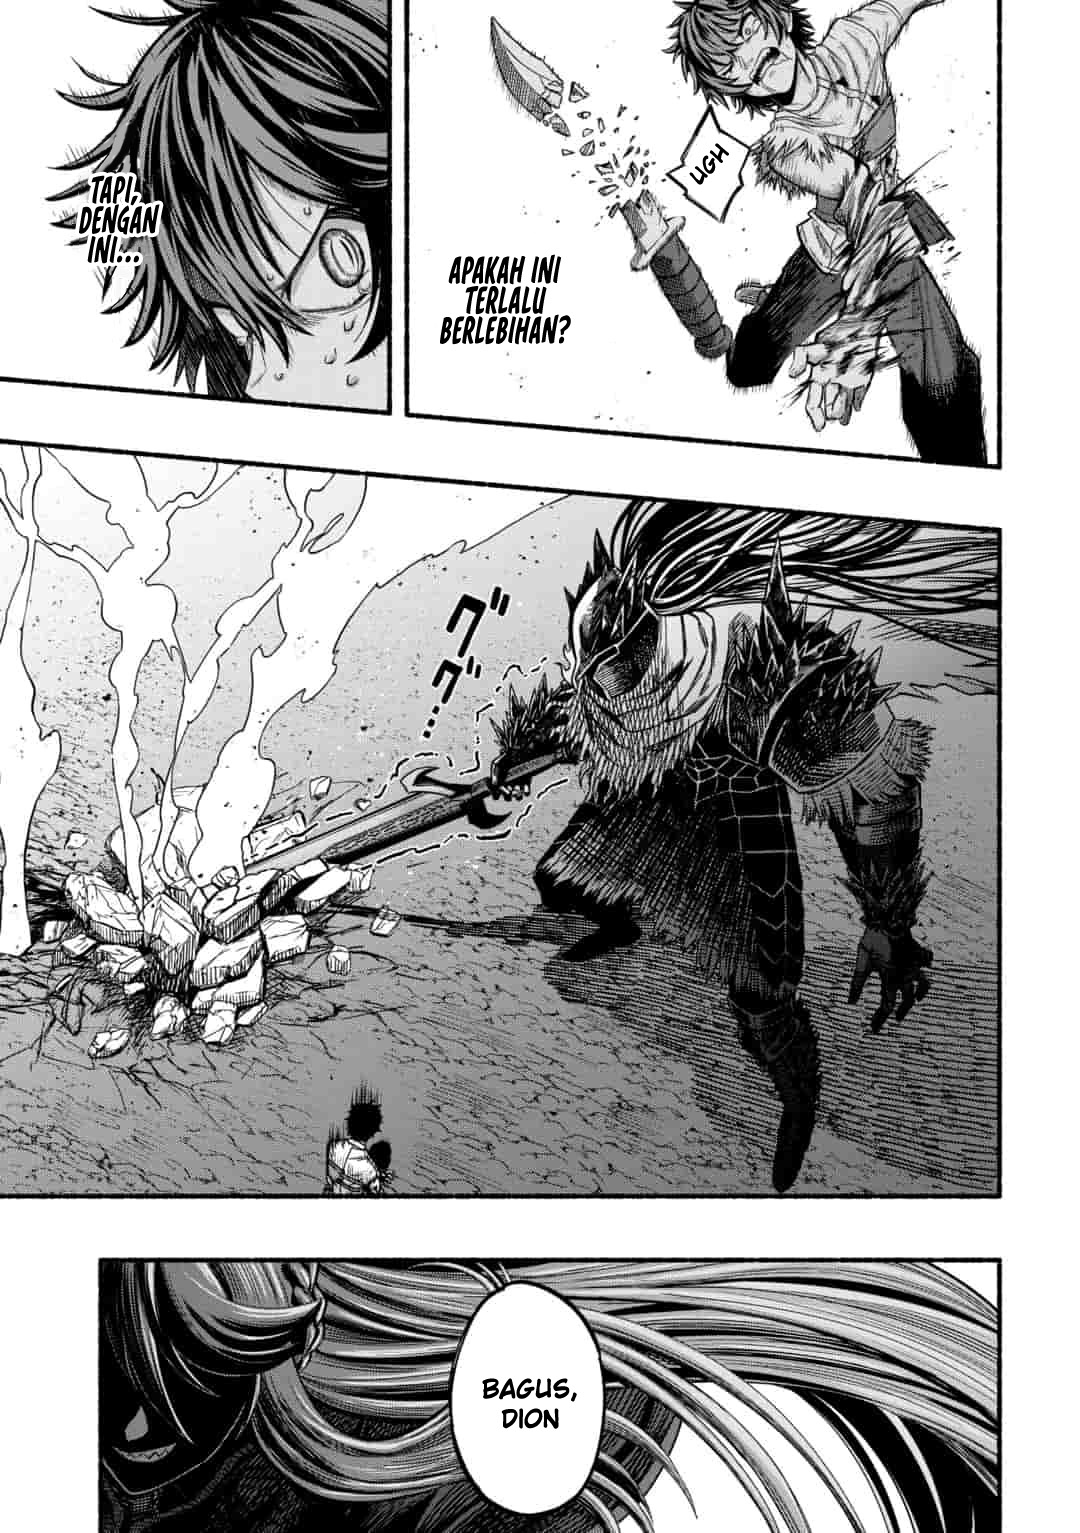 UGH
APAKAH INI
TERLALU
BERLEBIHAN?
TAPI,
DENGAN
INI...
グ
グ
...
BAGUS,
DION